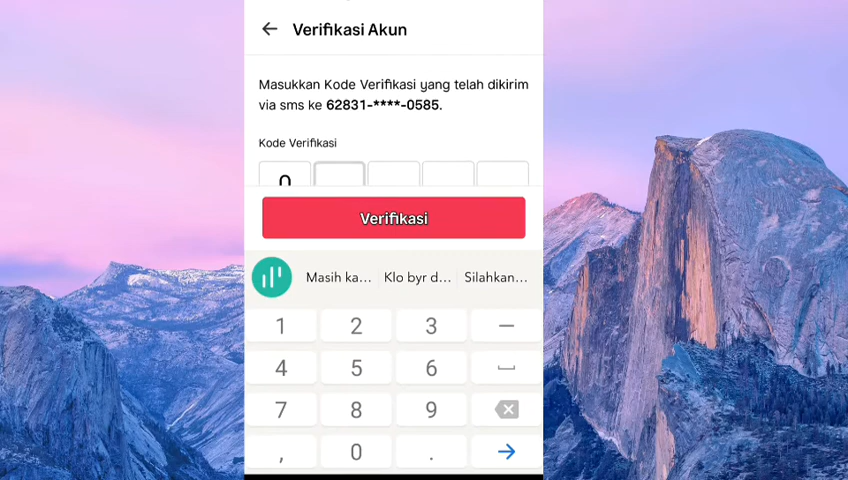 Verifikasi Akun
Masukkan Kode Verifikasi yang telah dikirim
via sms ke 62831-****-0585.
Kode Verifikasi
0
Verifikasi
Masih ka... Klo byr d... Silahkan...
1 2 3 –
4 5 6
7 8 9
, 0 .